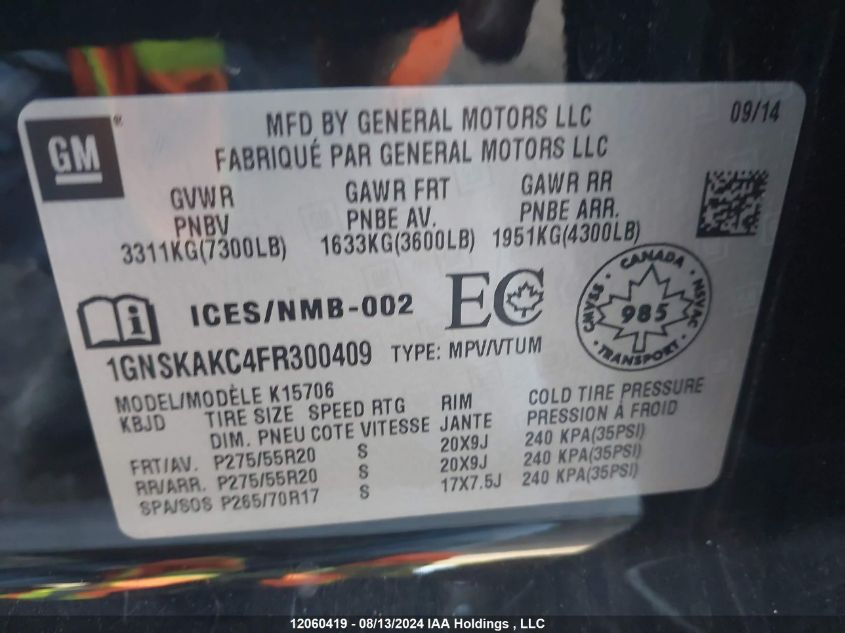 GM
MFD BY GENERAL MOTORS LLC 09/14
FABRIQUÉ PAR GENERAL MOTORS LLC
GVWR GAWR FRT GAWR RR
PNBV PNBE AV. PNBE ARR.
3311KG(7300LB) 1633KG(3600LB) 1951KG(4300LB)
i ICES/NMB-002 EC
CANADA
CMVSS 985 NSVAC
TRANSPORT
1GNSKAKC4FR300409 TYPE: MPV/VTUM
MODEL/MODÈLE K15706
KBJD TIRE SIZE SPEED RTG RIM COLD TIRE PRESSURE
DIM. PNEU COTE VITESSE JANTE PRESSION À FROID
FRT/AV. P275/55R20 S 20X9J 240 KPA(35PSI)
RR/ARR. P275/55R20 S 20X9J 240 KPA(35PSI)
SPA/SOS P265/70R17 S 17X7.5J 240 KPA(35PSI)
12060419 - 08/13/2024 IAA Holdings , LLC